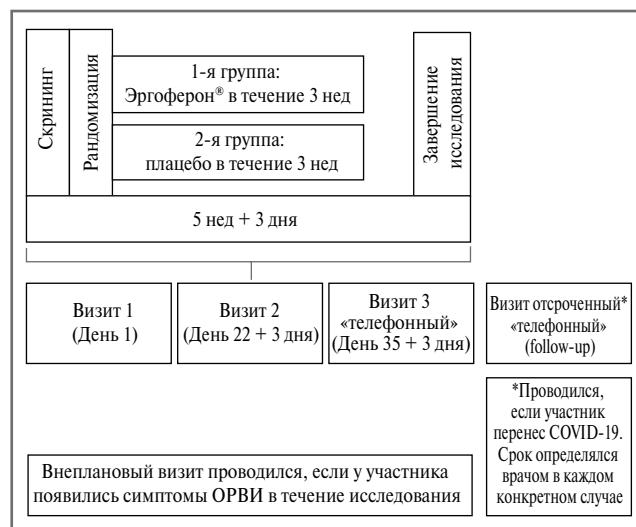 Скрининг
Рандомизация
1-я группа:
Эргоферон® в течение 3 нед
2-я группа:
плацебо в течение 3 нед
Завершение
исследования
5 нед + 3 дня
Визит 1
(День 1)
Визит 2
(День 22 + 3 дня)
Визит 3
«телефонный»
(День 35 + 3 дня)
Визит отсроченный*
«телефонный»
(follow-up)
*Проводился,
если участник
перенес COVID-19.
Срок определялся
врачом в каждом
конкретном случае
Внеплановый визит проводился, если у участника
появились симптомы ОРВИ в течение исследования